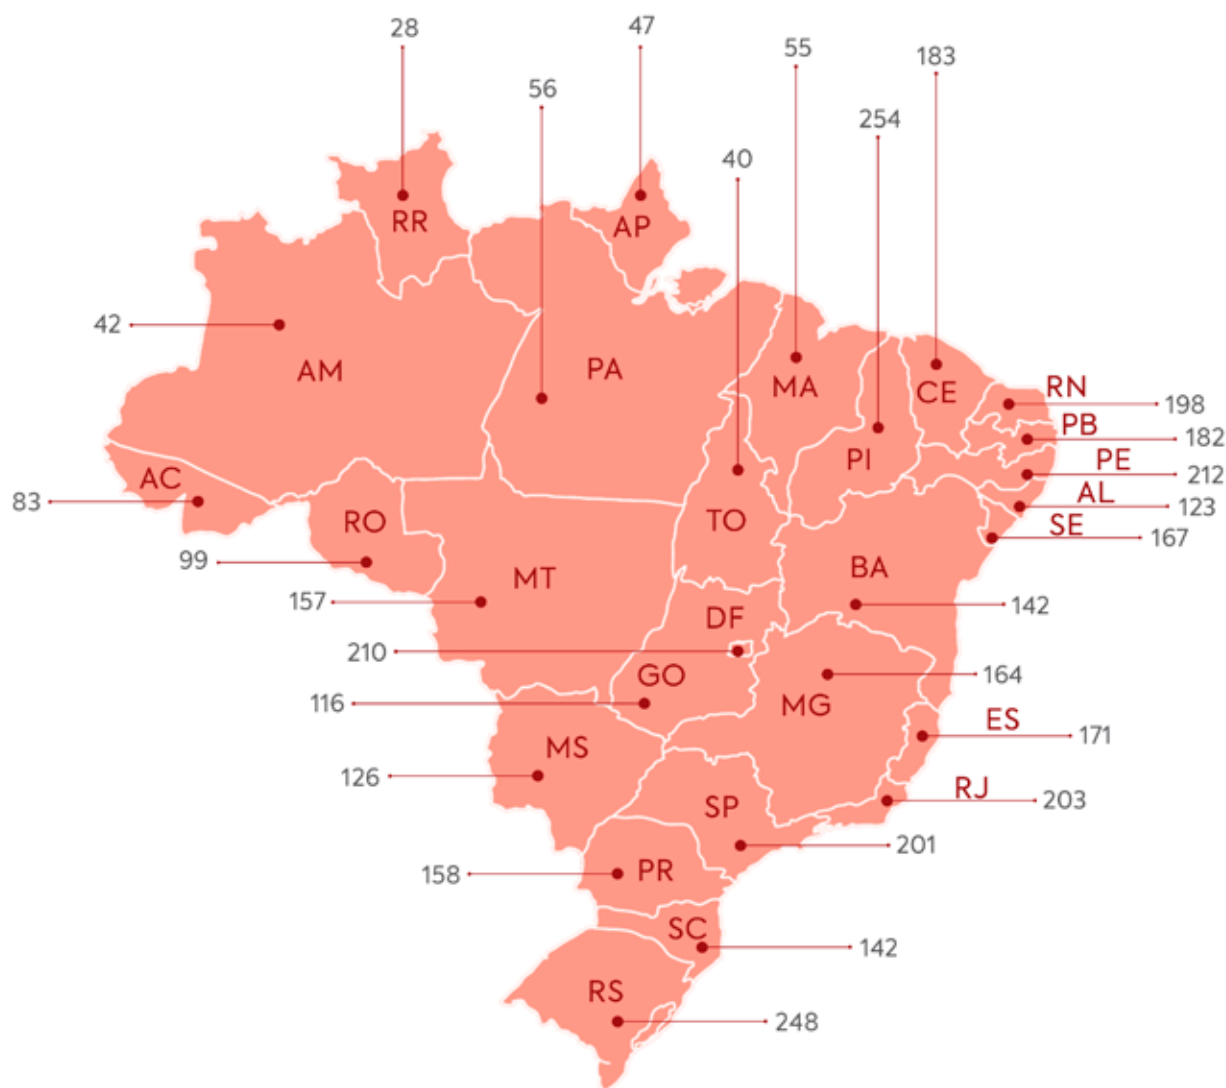 28
47
55
183
56
254
40
RR
AP
42
AM
PA
MA
CE
RN
198
PB
182
PI
PE
212
AC
83
AL
123
RO
TO
SE
167
99
MT
BA
157
142
DF
210
GO
164
116
MG
ES
171
MS
126
SP
RJ
203
201
158
PR
SC
142
RS
248